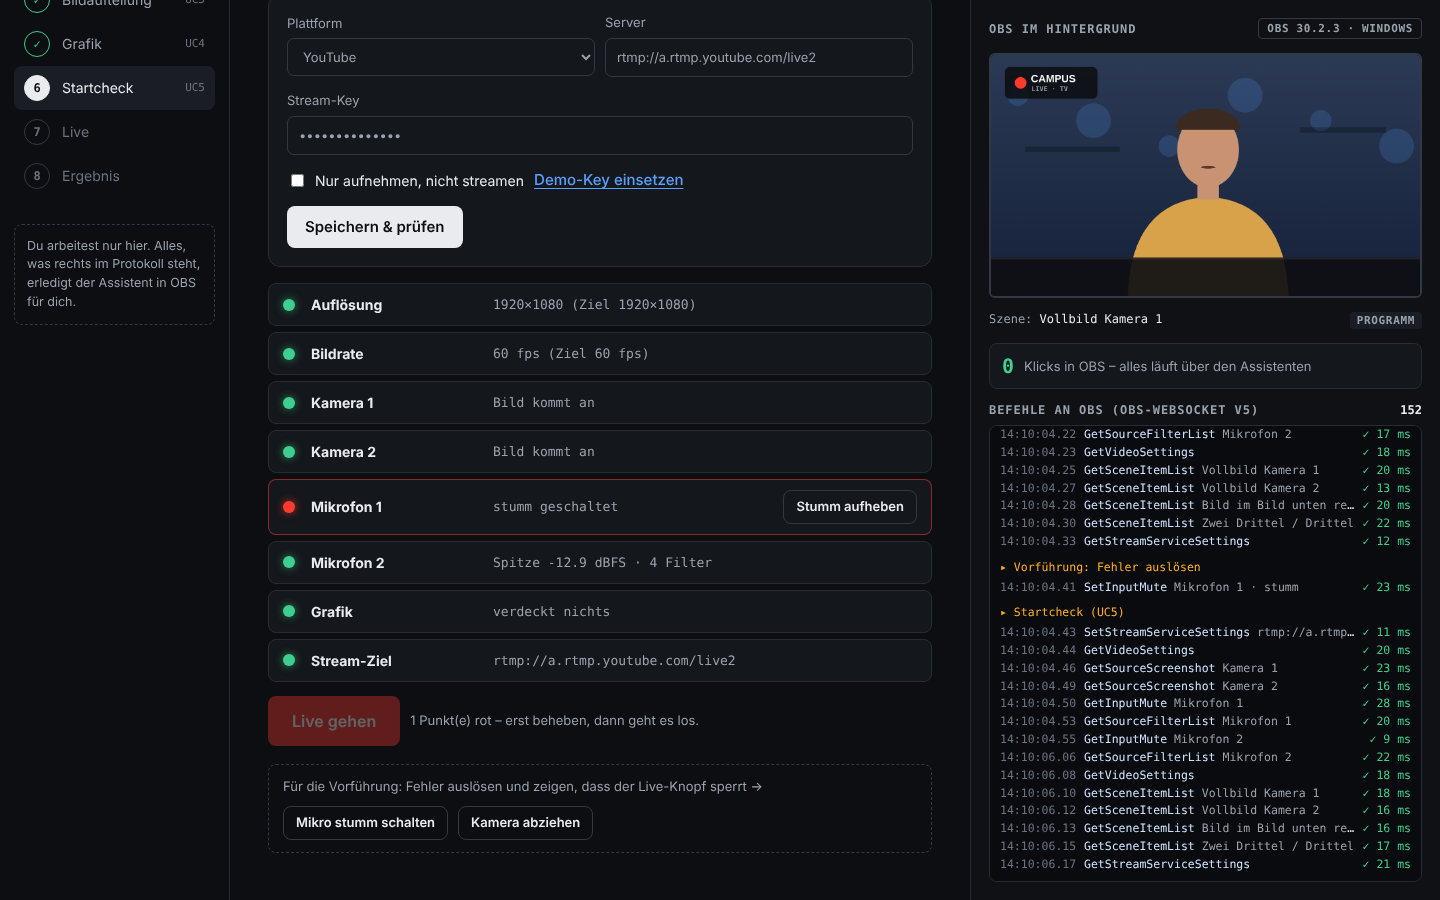 Bildaufteilung UC3
✓ Grafik UC4
6 Startcheck UC5
7 Live
8 Ergebnis
Du arbeitest nur hier. Alles,
was rechts im Protokoll steht,
erledigt der Assistent in OBS
für dich.
Plattform
YouTube
Server
rtmp://a.rtmp.youtube.com/live2
Stream-Key
••••••••••••••
Nur aufnehmen, nicht streamen Demo-Key einsetzen
Speichern & prüfen
Auflösung 1920×1080 (Ziel 1920×1080)
Bildrate 60 fps (Ziel 60 fps)
Kamera 1 Bild kommt an
Kamera 2 Bild kommt an
Mikrofon 1 stumm geschaltet Stumm aufheben
Mikrofon 2 Spitze -12.9 dBFS · 4 Filter
Grafik verdeckt nichts
Stream-Ziel rtmp://a.rtmp.youtube.com/live2
Live gehen 1 Punkt(e) rot – erst beheben, dann geht es los.
Für die Vorführung: Fehler auslösen und zeigen, dass der Live-Knopf sperrt →
Mikro stumm schalten Kamera abziehen
OBS IM HINTERGRUND OBS 30.2.3 · WINDOWS
CAMPUS
LIVE · TV
Szene: Vollbild Kamera 1 PROGRAMM
0 Klicks in OBS – alles läuft über den Assistenten
BEFEHLE AN OBS (OBS-WEBSOCKET V5) 152
14:10:04.22 GetSourceFilterList Mikrofon 2 ✓ 17 ms
14:10:04.23 GetVideoSettings ✓ 18 ms
14:10:04.25 GetSceneItemList Vollbild Kamera 1 ✓ 20 ms
14:10:04.27 GetSceneItemList Vollbild Kamera 2 ✓ 13 ms
14:10:04.28 GetSceneItemList Bild im Bild unten re… ✓ 20 ms
14:10:04.30 GetSceneItemList Zwei Drittel / Drittel ✓ 22 ms
14:10:04.33 GetStreamServiceSettings ✓ 12 ms
▸ Vorführung: Fehler auslösen
14:10:04.41 SetInputMute Mikrofon 1 · stumm ✓ 23 ms
▸ Startcheck (UC5)
14:10:04.43 SetStreamServiceSettings rtmp://a.rtmp… ✓ 11 ms
14:10:04.44 GetVideoSettings ✓ 20 ms
14:10:04.46 GetSourceScreenshot Kamera 1 ✓ 23 ms
14:10:04.49 GetSourceScreenshot Kamera 2 ✓ 16 ms
14:10:04.50 GetInputMute Mikrofon 1 ✓ 28 ms
14:10:04.53 GetSourceFilterList Mikrofon 1 ✓ 20 ms
14:10:04.55 GetInputMute Mikrofon 2 ✓ 9 ms
14:10:06.06 GetSourceFilterList Mikrofon 2 ✓ 22 ms
14:10:06.08 GetVideoSettings ✓ 18 ms
14:10:06.10 GetSceneItemList Vollbild Kamera 1 ✓ 18 ms
14:10:06.12 GetSceneItemList Vollbild Kamera 2 ✓ 16 ms
14:10:06.13 GetSceneItemList Bild im Bild unten re… ✓ 16 ms
14:10:06.15 GetSceneItemList Zwei Drittel / Drittel ✓ 17 ms
14:10:06.17 GetStreamServiceSettings ✓ 21 ms